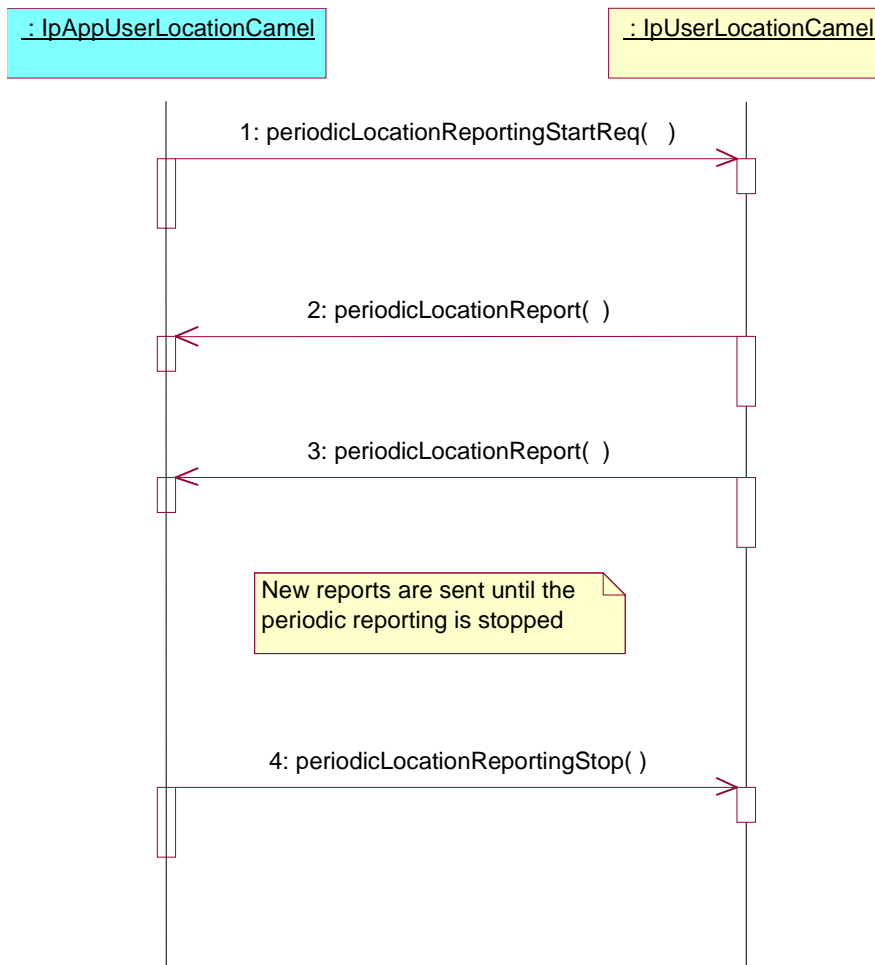 : IpAppUserLocationCamel
: IpUserLocationCamel
1: periodicLocationReportingStartReq(   )
2: periodicLocationReport(  )
3: periodicLocationReport(  )
New reports are sent until the
periodic reporting is stopped
4: periodicLocationReportingStop( )